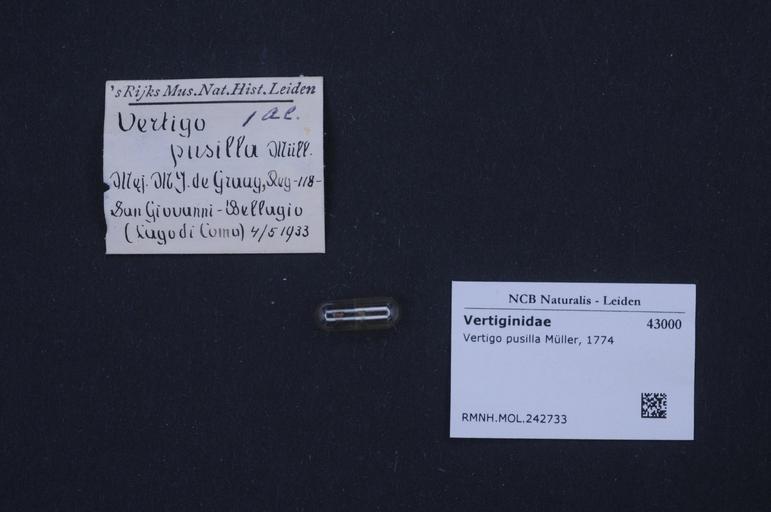 's Rijks Mus. Nat. Hist. Leiden
Vertigo 1 al.
pusilla Müll.
Mej. M J. de Graag, Reg-118-
San Giovanni - Bellagio
(Lago di Como) 4/5 1933
NCB Naturalis - Leiden
Vertiginidae 43000
Vertigo pusilla Müller, 1774
RMNH.MOL.242733